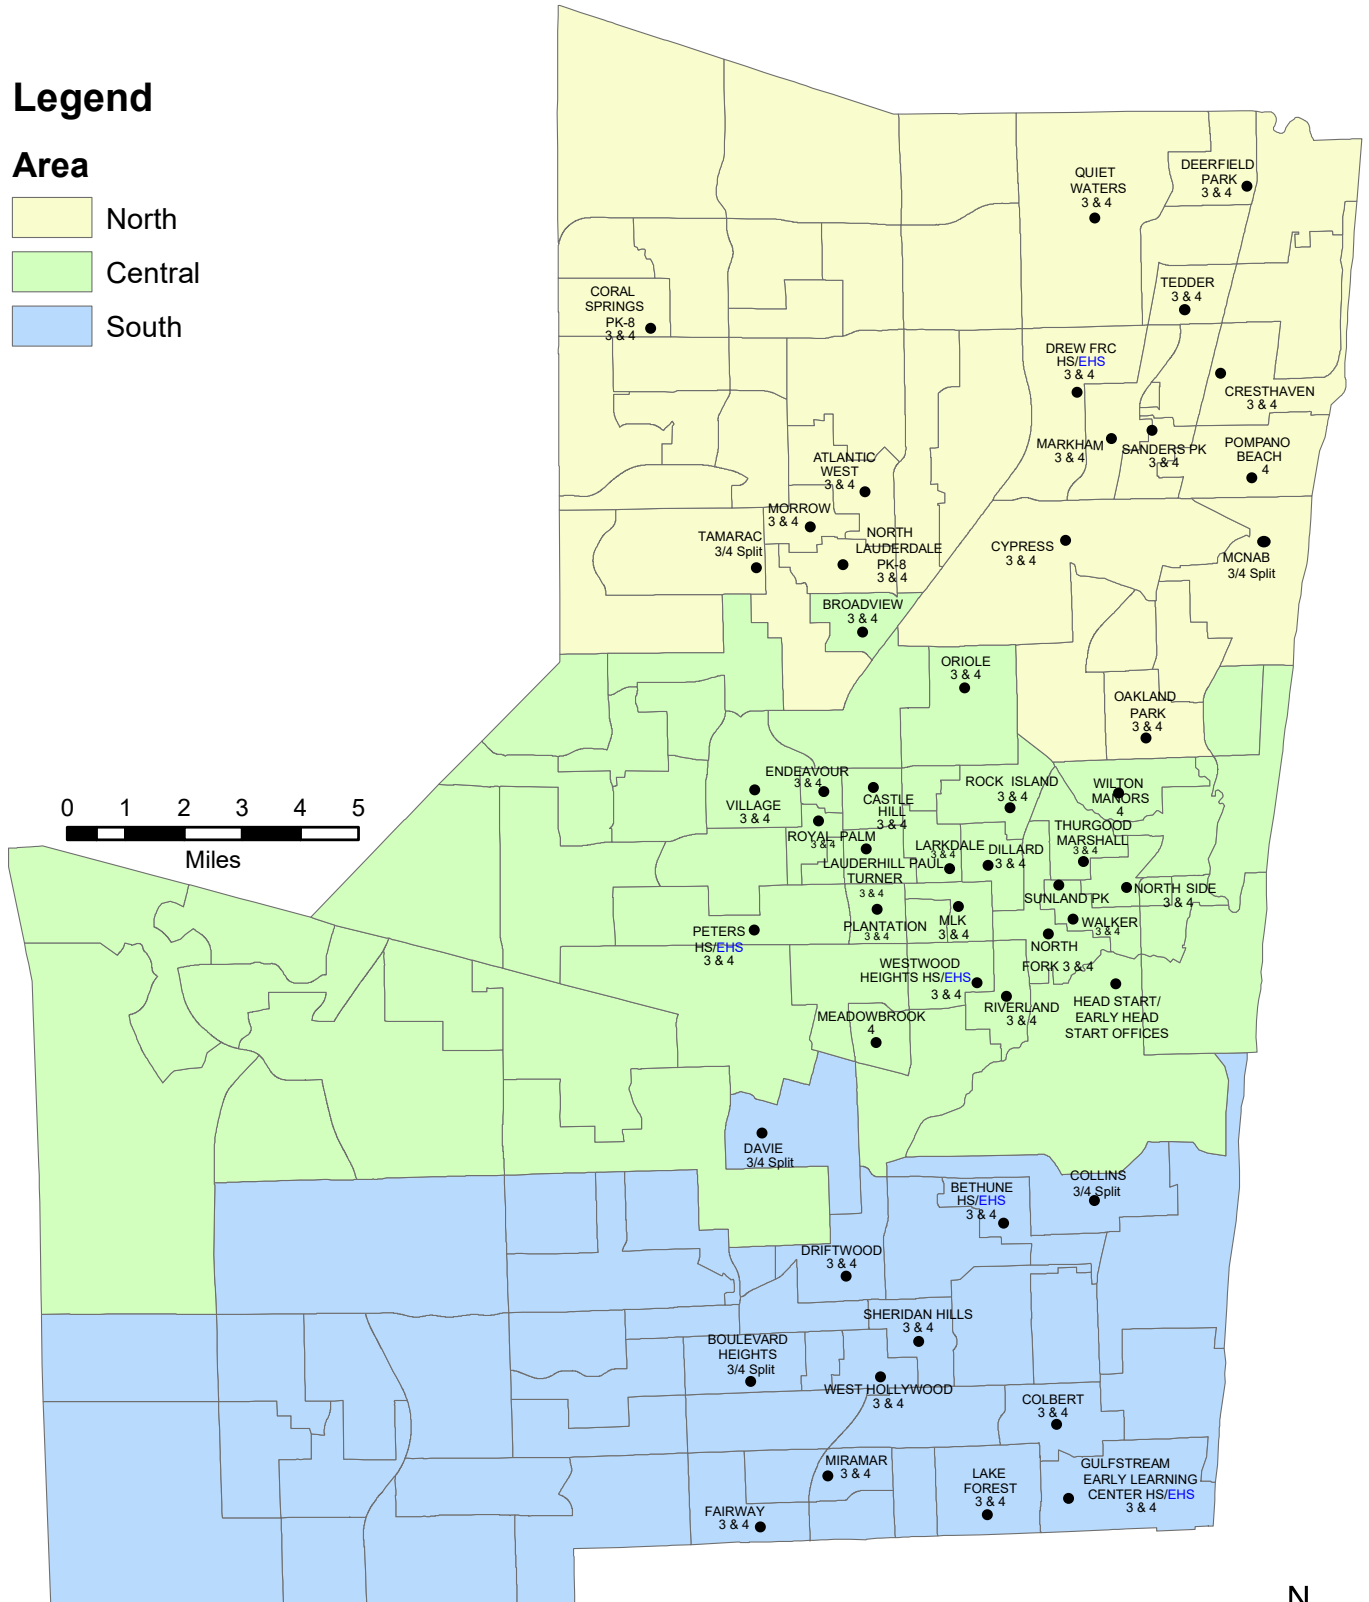 Legend
Area
North
Central
South
0 1 2 3 4 5
Miles
QUIET
WATERS
3 & 4
DEERFIELD
PARK
3 & 4
CORAL
SPRINGS
PK-8
3 & 4
TEDDER
3 & 4
DREW FRC
HS/EHS
3 & 4
CRESTHAVEN
3 & 4
MARKHAM
3 & 4
SANDERS PK
3 & 4
POMPANO
BEACH
4
ATLANTIC
WEST
3 & 4
MORROW
3 & 4
TAMARAC
3/4 Split
NORTH
LAUDERDALE
PK-8
3 & 4
CYPRESS
3 & 4
MCNAB
3/4 Split
BROADVIEW
3 & 4
ORIOLE
3 & 4
OAKLAND
PARK
3 & 4
ENDEAVOUR
3 & 4
VILLAGE
3 & 4
CASTLE
HILL
3 & 4
ROCK ISLAND
3 & 4
WILTON
MANORS
4
THURGOOD
MARSHALL
3 & 4
ROYAL PALM
3 & 4
LARKDALE
3 & 4
DILLARD
3 & 4
LAUDERHILL PAUL
TURNER
3 & 4
SUNLAND PK
NORTH SIDE
3 & 4
PLANTATION
3 & 4
MLK
3 & 4
WALKER
3 & 4
NORTH
FORK 3 & 4
PETERS
HS/EHS
3 & 4
WESTWOOD
HEIGHTS HS/EHS
3 & 4
RIVERLAND
3 & 4
HEAD START/
EARLY HEAD
START OFFICES
MEADOWBROOK
4
DAVIE
3/4 Split
BETHUNE
HS/EHS
3 & 4
COLLINS
3/4 Split
DRIFTWOOD
3 & 4
SHERIDAN HILLS
3 & 4
BOULEVARD
HEIGHTS
3/4 Split
WEST HOLLYWOOD
3 & 4
COLBERT
3 & 4
MIRAMAR
3 & 4
LAKE
FOREST
3 & 4
GULFSTREAM
EARLY LEARNING
CENTER HS/EHS
3 & 4
FAIRWAY
3 & 4
N